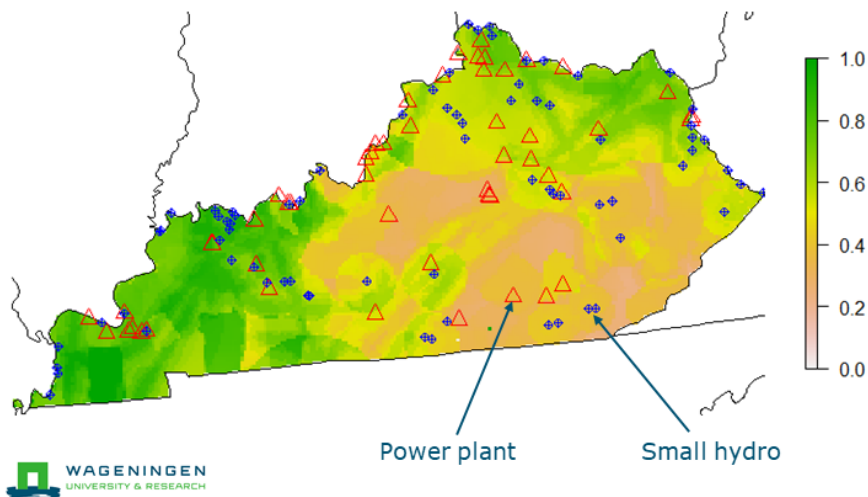 1.0
0.8
0.6
0.4
0.2
0.0
Power plant
Small hydro
WAGENINGEN
UNIVERSITY & RESEARCH